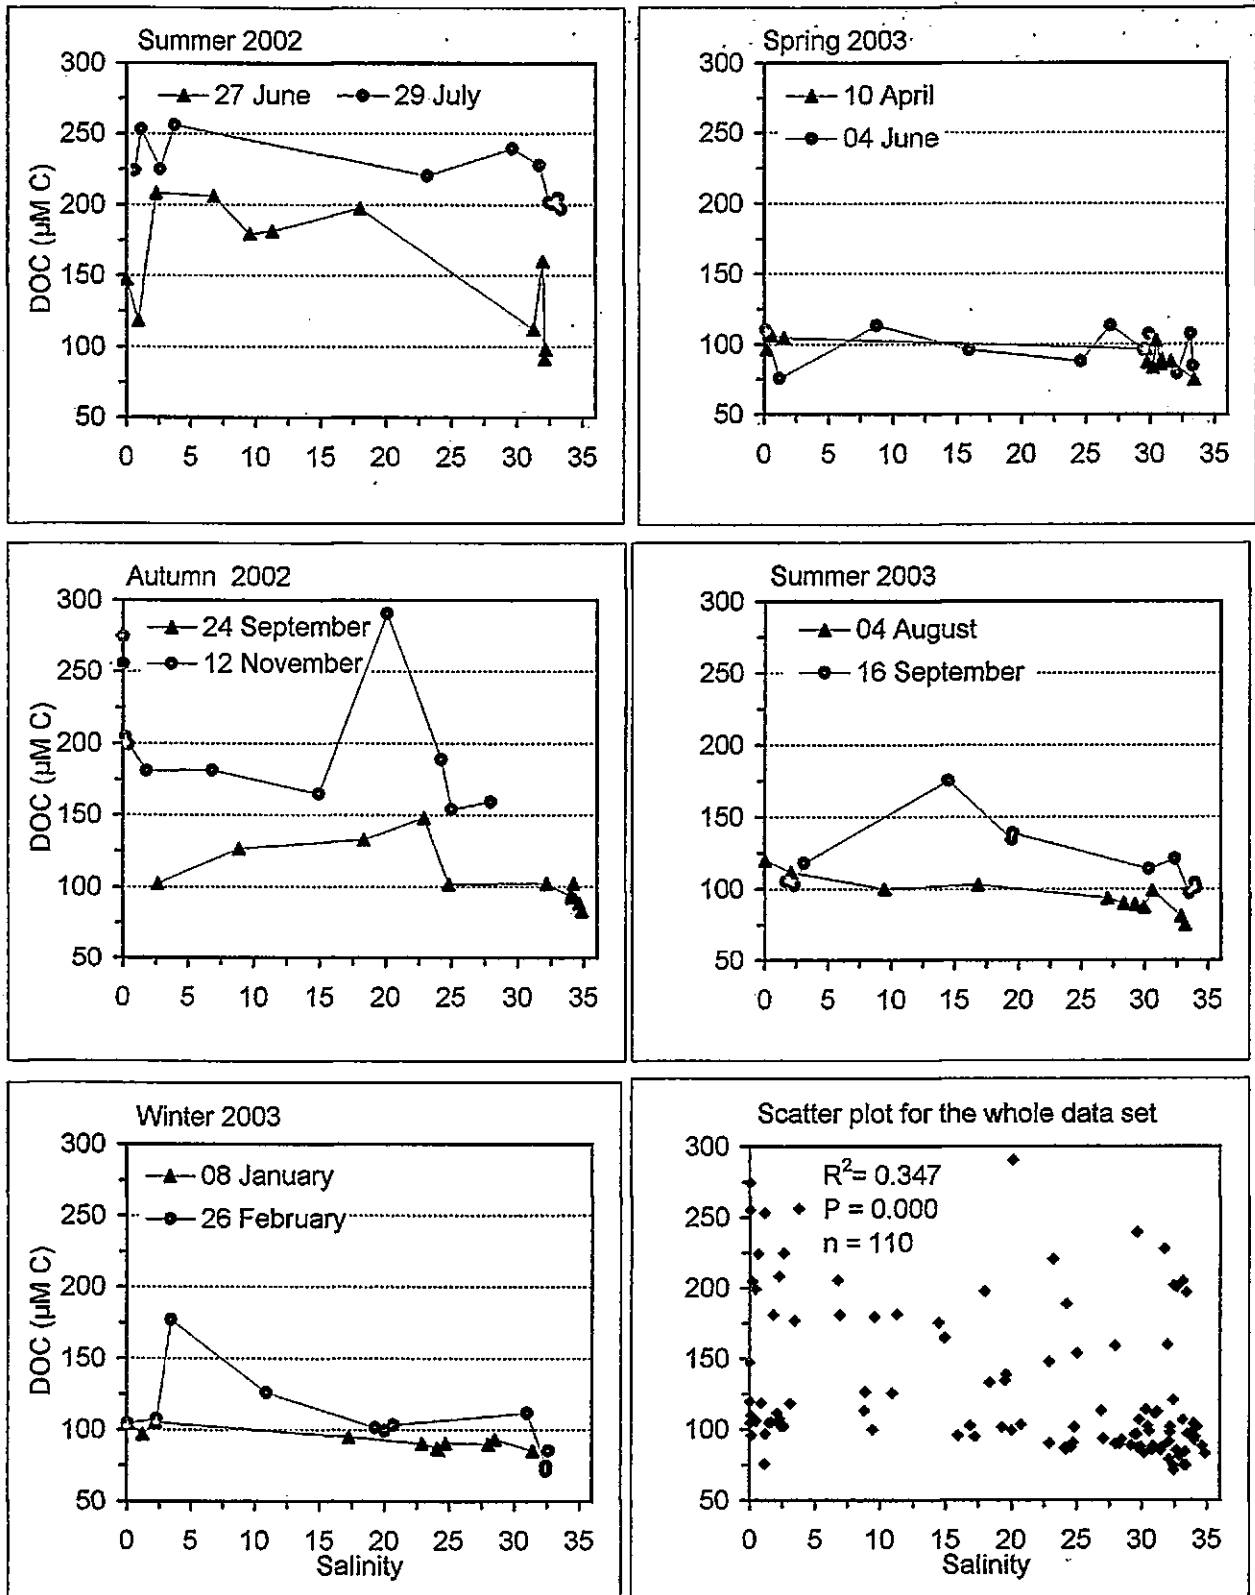 Summer 2002
27 June 29 July
DOC (µM C)
300
250
200
150
100
50
0 5 10 15 20 25 30 35
Spring 2003
10 April
04 June
300
250
200
150
100
50
0 5 10 15 20 25 30 35
Autumn 2002
24 September
12 November
DOC (µM C)
300
250
200
150
100
50
0 5 10 15 20 25 30 35
Summer 2003
04 August
16 September
300
250
200
150
100
50
0 5 10 15 20 25 30 35
Winter 2003
08 January
26 February
DOC (µM C)
300
250
200
150
100
50
0 5 10 15 20 25 30 35
Salinity
Scatter plot for the whole data set
R²= 0.347
P = 0.000
n = 110
300
250
200
150
100
50
0 5 10 15 20 25 30 35
Salinity